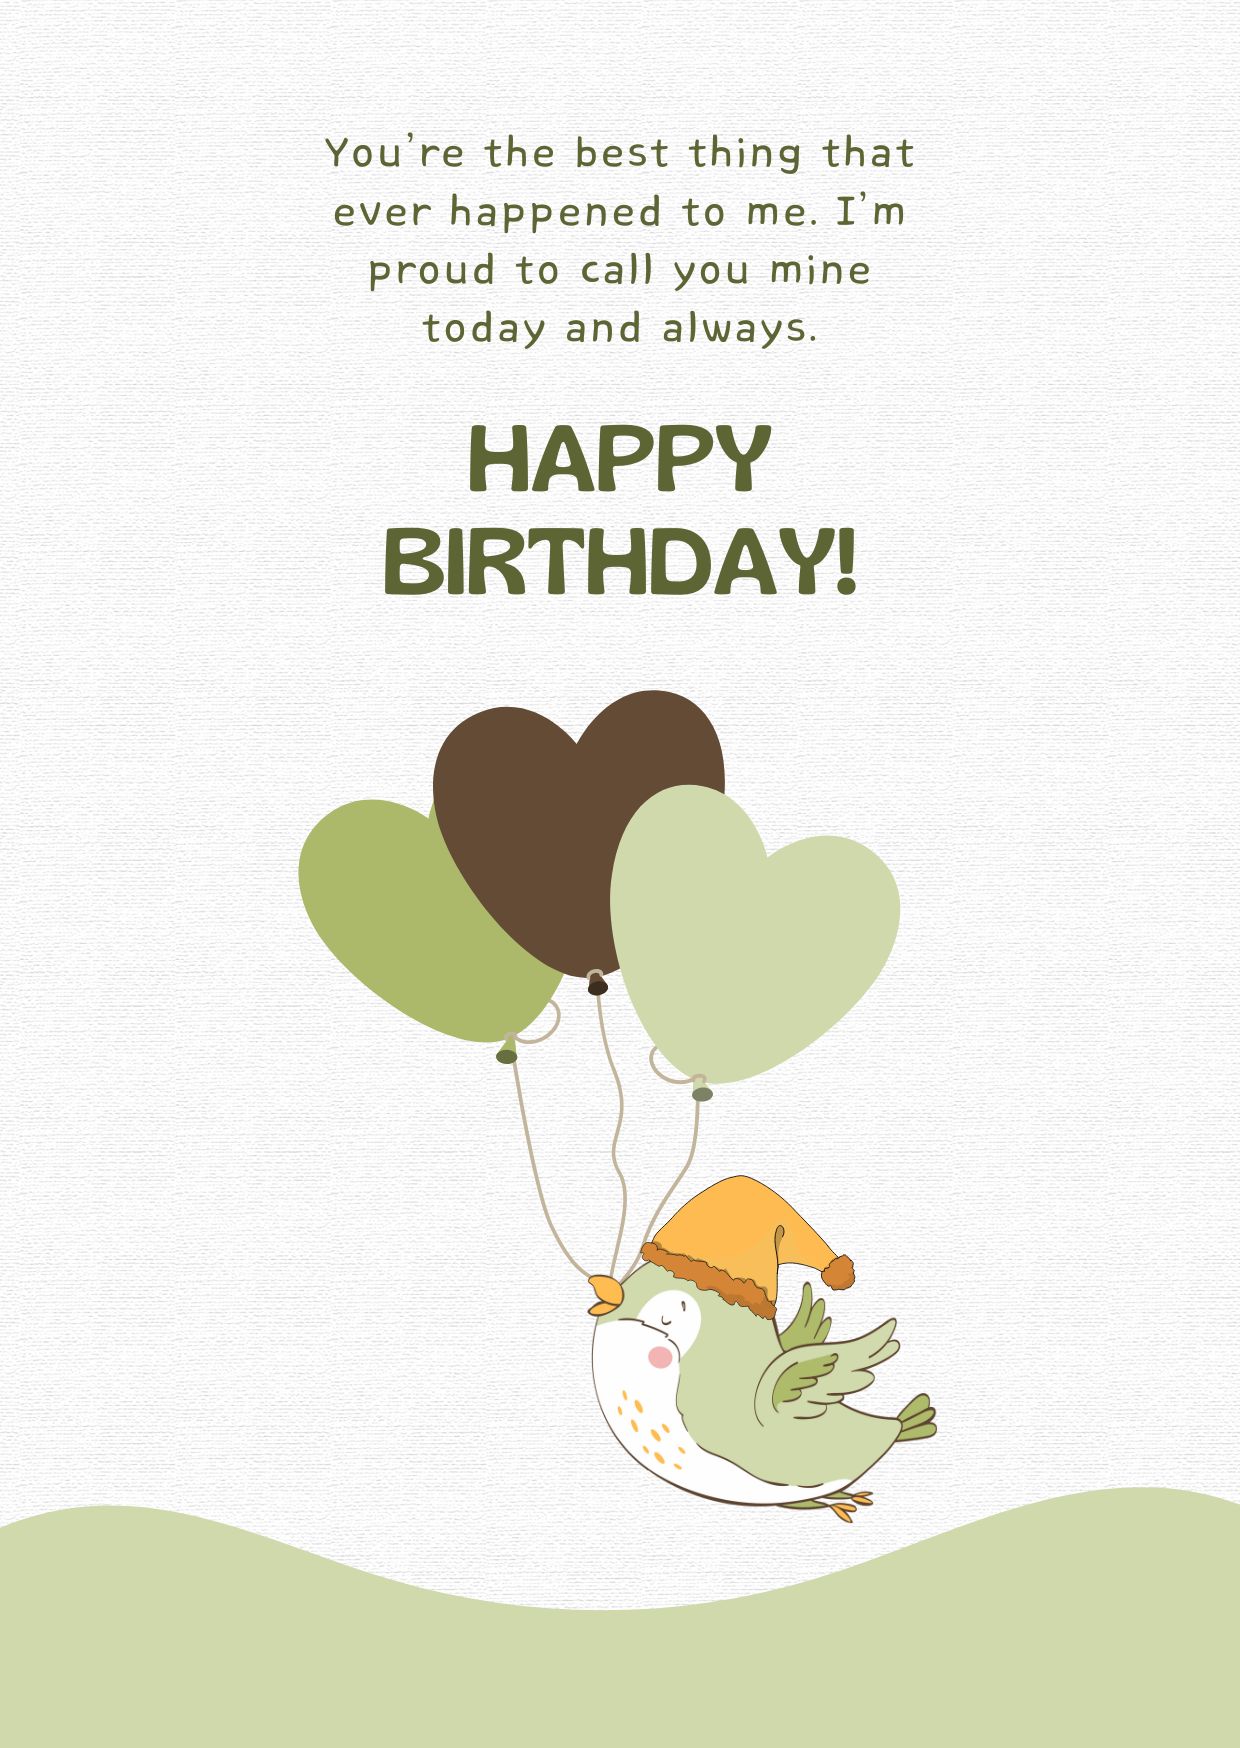 You're the best thing that
ever happened to me. I'm
proud to call you mine
today and always.
HAPPY
BIRTHDAY!